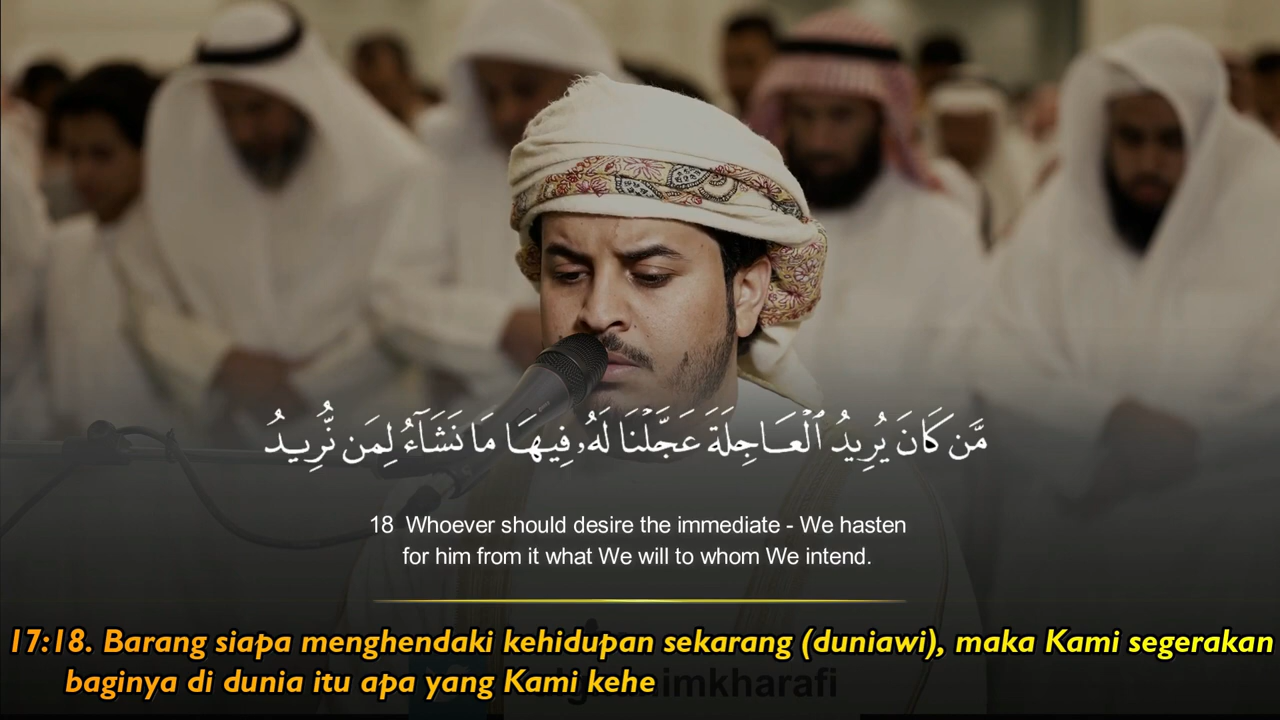 مَّن كَانَ يُرِيدُ ٱلْعَاجِلَةَ عَجَّلْنَا لَهُۥ فِيهَا مَا نَشَآءُ لِمَن نُّرِيدُ
18 Whoever should desire the immediate - We hasten
for him from it what We will to whom We intend.
17:18. Barang siapa menghendaki kehidupan sekarang (duniawi), maka Kami segerakan
baginya di dunia itu apa yang Kami kehe
imkharafi